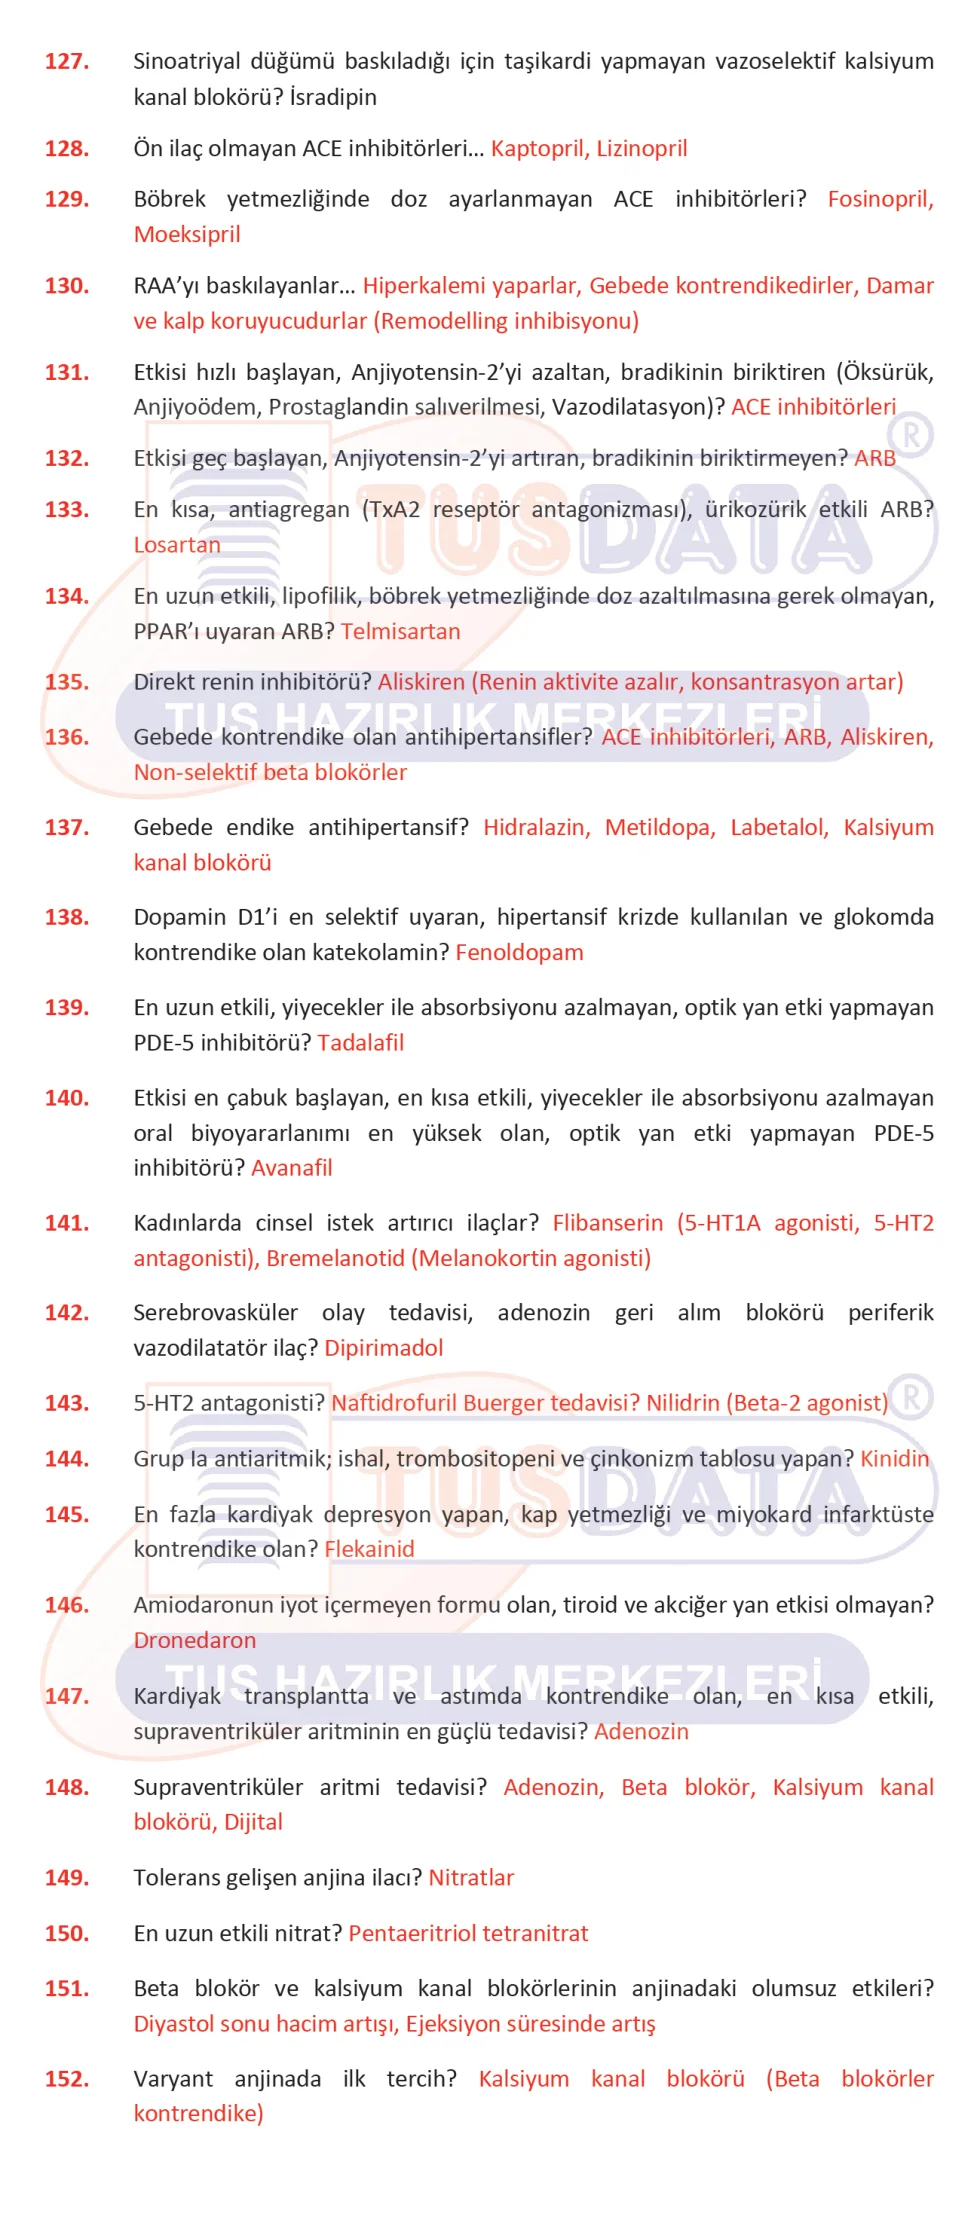 127. Sinoatriyal düğümü baskıladığı için taşikardi yapmayan vazoselektif kalsiyum
kanal blokörü? İsradipin
128. Ön ilaç olmayan ACE inhibitörleri... Kaptopril, Lizinopril
129. Böbrek yetmezliğinde doz ayarlanmayan ACE inhibitörleri? Fosinopril,
Moeksipril
130. RAA’yı baskılayanlar... Hiperkalemi yaparlar, Gebede kontrendikedirler, Damar
ve kalp koruyucudurlar (Remodelling inhibisyonu)
131. Etkisi hızlı başlayan, Anjiyotensin-2’yi azaltan, bradikinin biriktiren (Öksürük,
Anjiyoödem, Prostaglandin salıverilmesi, Vazodilatasyon)? ACE inhibitörleri
®
132. Etkisi geç başlayan, Anjiyotensin-2’yi artıran, bradikinin biriktirmeyen? ARB
133. En kısa, antiagregan (TxA2 reseptör antagonizması), ürikozürik etkili ARB?
Losartan
TUSDATA
134. En uzun etkili, lipofilik, böbrek yetmezliğinde doz azaltılmasına gerek olmayan,
PPAR’ı uyaran ARB? Telmisartan
135. Direkt renin inhibitörü? Aliskiren (Renin aktivite azalır, konsantrasyon artar)
TUS HAZIRLIK MERKEZLERİ
136. Gebede kontrendike olan antihipertansifler? ACE inhibitörleri, ARB, Aliskiren,
Non-selektif beta blokörler
137. Gebede endike antihipertansif? Hidralazin, Metildopa, Labetalol, Kalsiyum
kanal blokörü
138. Dopamin D1’i en selektif uyaran, hipertansif krizde kullanılan ve glokomda
kontrendike olan katekolamin? Fenoldopam
139. En uzun etkili, yiyecekler ile absorbsiyonu azalmayan, optik yan etki yapmayan
PDE-5 inhibitörü? Tadalafil
140. Etkisi en çabuk başlayan, en kısa etkili, yiyecekler ile absorbsiyonu azalmayan
oral biyoyararlanımı en yüksek olan, optik yan etki yapmayan PDE-5
inhibitörü? Avanafil
141. Kadınlarda cinsel istek artırıcı ilaçlar? Flibanserin (5-HT1A agonisti, 5-HT2
antagonisti), Bremelanotid (Melanokortin agonisti)
142. Serebrovasküler olay tedavisi, adenozin geri alım blokörü periferik
vazodilatatör ilaç? Dipirimadol
143. 5-HT2 antagonisti? Naftidrofuril Buerger tedavisi? Nilidrin (Beta-2 agonist)
®
144. Grup Ia antiaritmik; ishal, trombositopeni ve çinkonizm tablosu yapan? Kinidin
TUSDATA
145. En fazla kardiyak depresyon yapan, kap yetmezliği ve miyokard infarktüste
kontrendike olan? Flekainid
146. Amiodaronun iyot içermeyen formu olan, tiroid ve akciğer yan etkisi olmayan?
Dronedaron
TUS HAZIRLIK MERKEZLERİ
147. Kardiyak transplantta ve astımda kontrendike olan, en kısa etkili,
supraventriküler aritminin en güçlü tedavisi? Adenozin
148. Supraventriküler aritmi tedavisi? Adenozin, Beta blokör, Kalsiyum kanal
blokörü, Dijital
149. Tolerans gelişen anjina ilacı? Nitratlar
150. En uzun etkili nitrat? Pentaeritriol tetranitrat
151. Beta blokör ve kalsiyum kanal blokörlerinin anjinadaki olumsuz etkileri?
Diyastol sonu hacim artışı, Ejeksiyon süresinde artış
152. Varyant anjinada ilk tercih? Kalsiyum kanal blokörü (Beta blokörler
kontrendike)